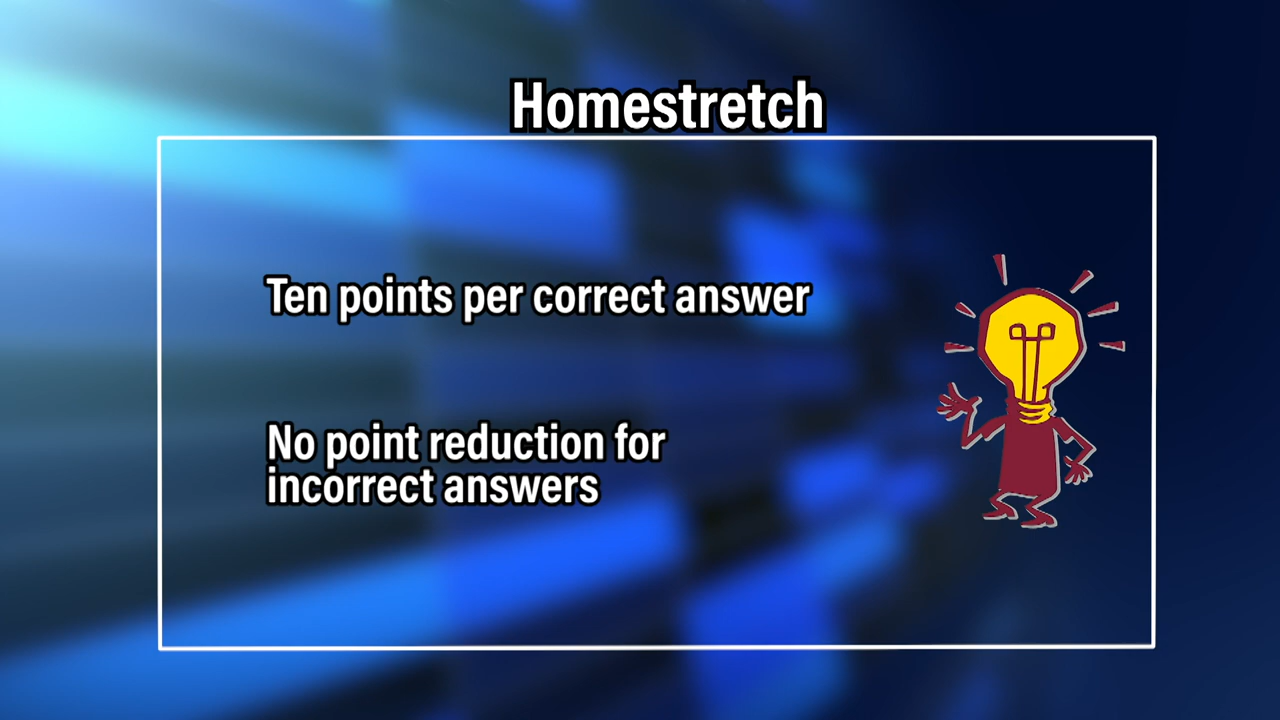 Homestretch
Ten points per correct answer
No point reduction for
incorrect answers